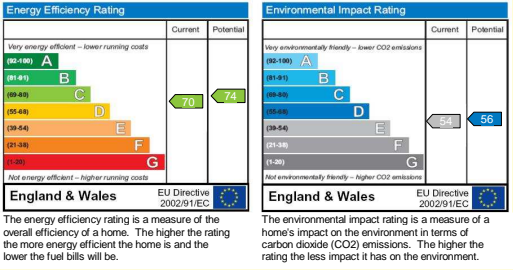 Energy Efficiency Rating
Current Potential
Very energy efficient – lower running costs
(92-100) A
(81-91) B
(69-80) C
(55-68) D
(39-54) E
(21-38) F
(1-20) G
70
74
Not energy efficient – higher running costs
England & Wales
EU Directive
2002/91/EC
The energy efficiency rating is a measure of the
overall efficiency of a home. The higher the rating
the more energy efficient the home is and the
lower the fuel bills will be.
Environmental Impact Rating
Current Potential
Very environmentally friendly – lower CO2 emissions
(92-100) A
(81-91) B
(69-80) C
(55-68) D
(39-54) E
(21-38) F
(1-20) G
54
56
Not environmentally friendly – higher CO2 emissions
England & Wales
EU Directive
2002/91/EC
The environmental impact rating is a measure of a
home's impact on the environment in terms of
carbon dioxide (CO2) emissions. The higher the
rating the less impact it has on the environment.